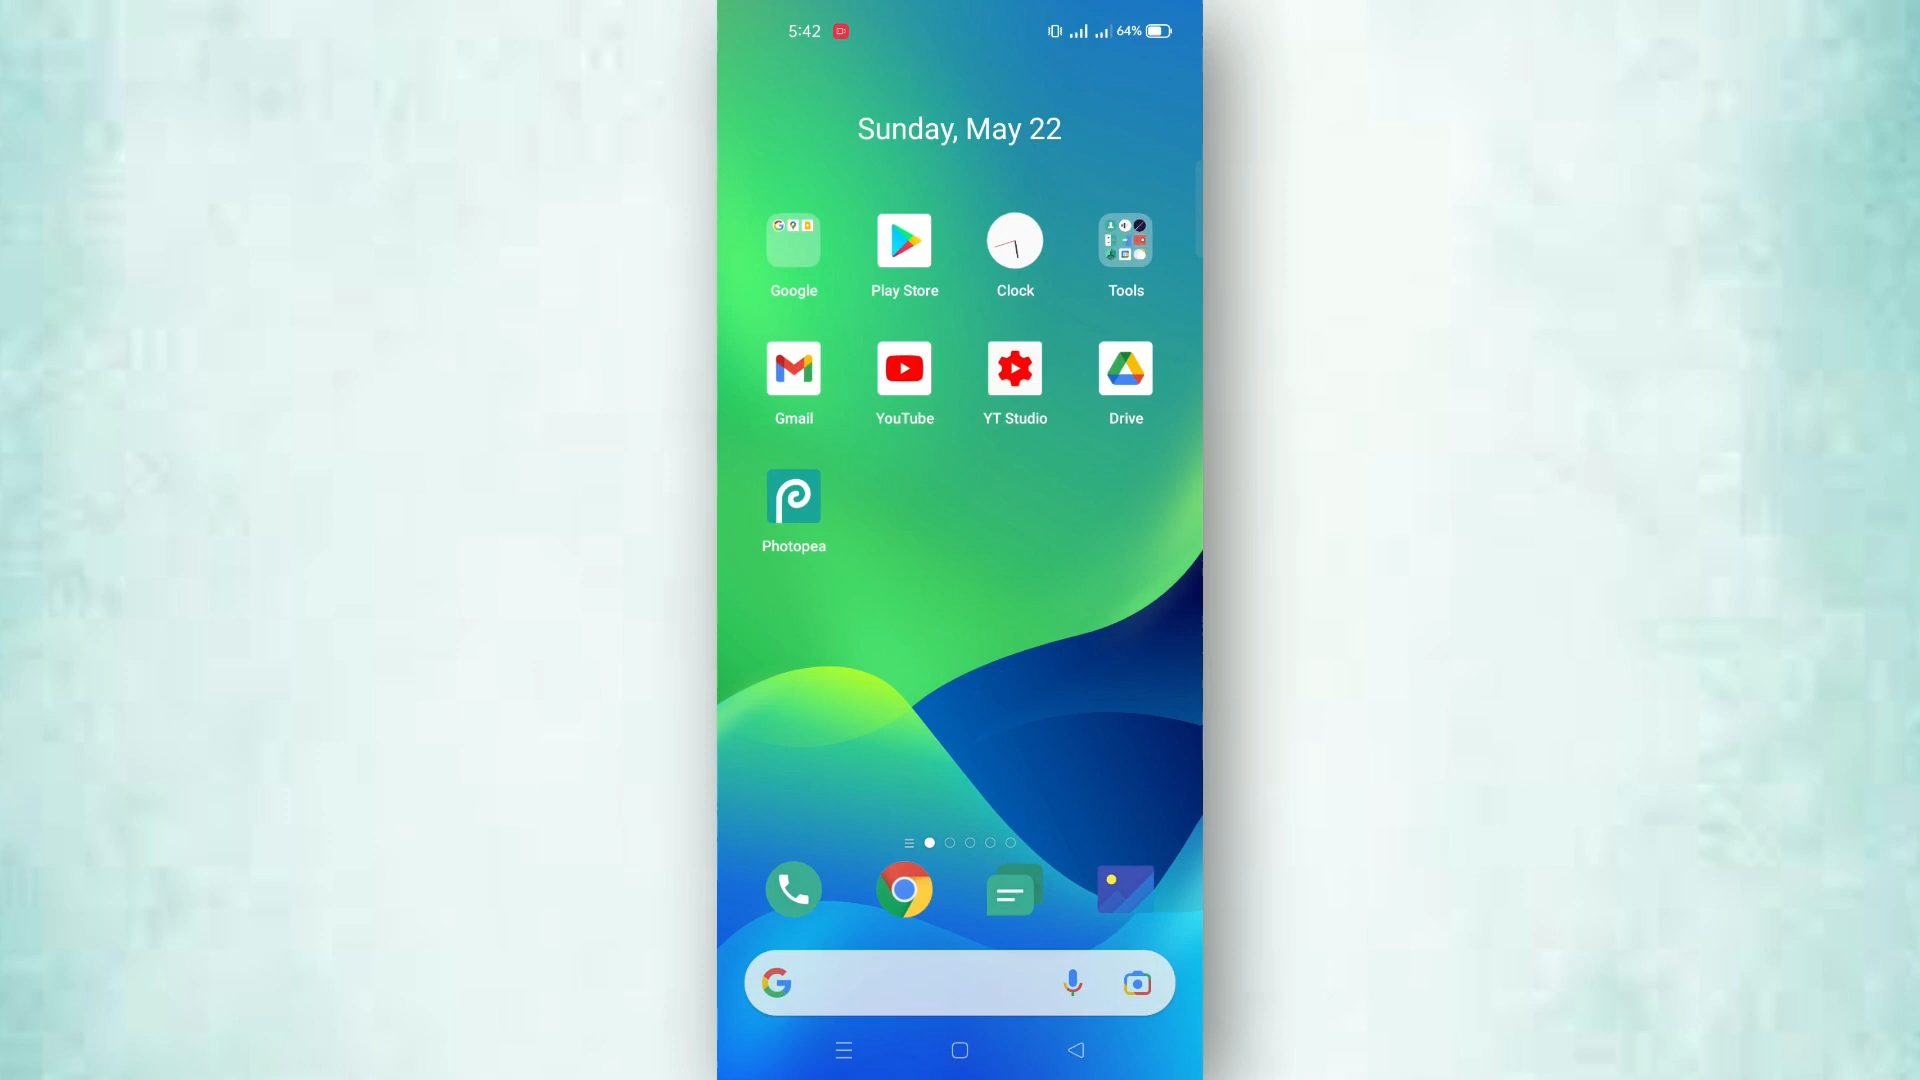 5:42
64%
Sunday, May 22
Google
Play Store
Clock
Tools
Gmail
YouTube
YT Studio
Drive
Photopea